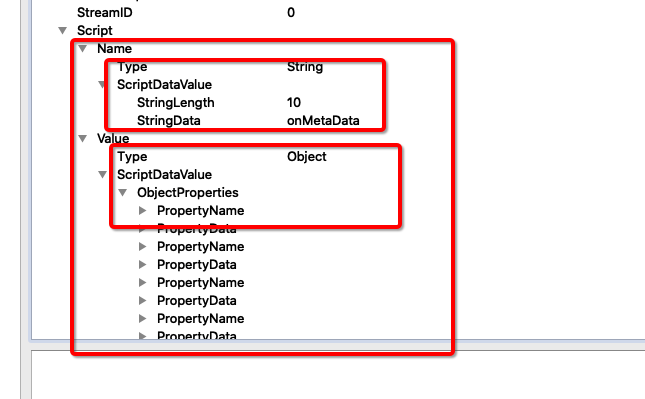 StreamID 0
Script
Name
Type String
ScriptDataValue
StringLength 10
StringData onMetaData
Value
Type Object
ScriptDataValue
ObjectProperties
PropertyName
PropertyData
PropertyName
PropertyData
PropertyName
PropertyData
PropertyName
PropertyData